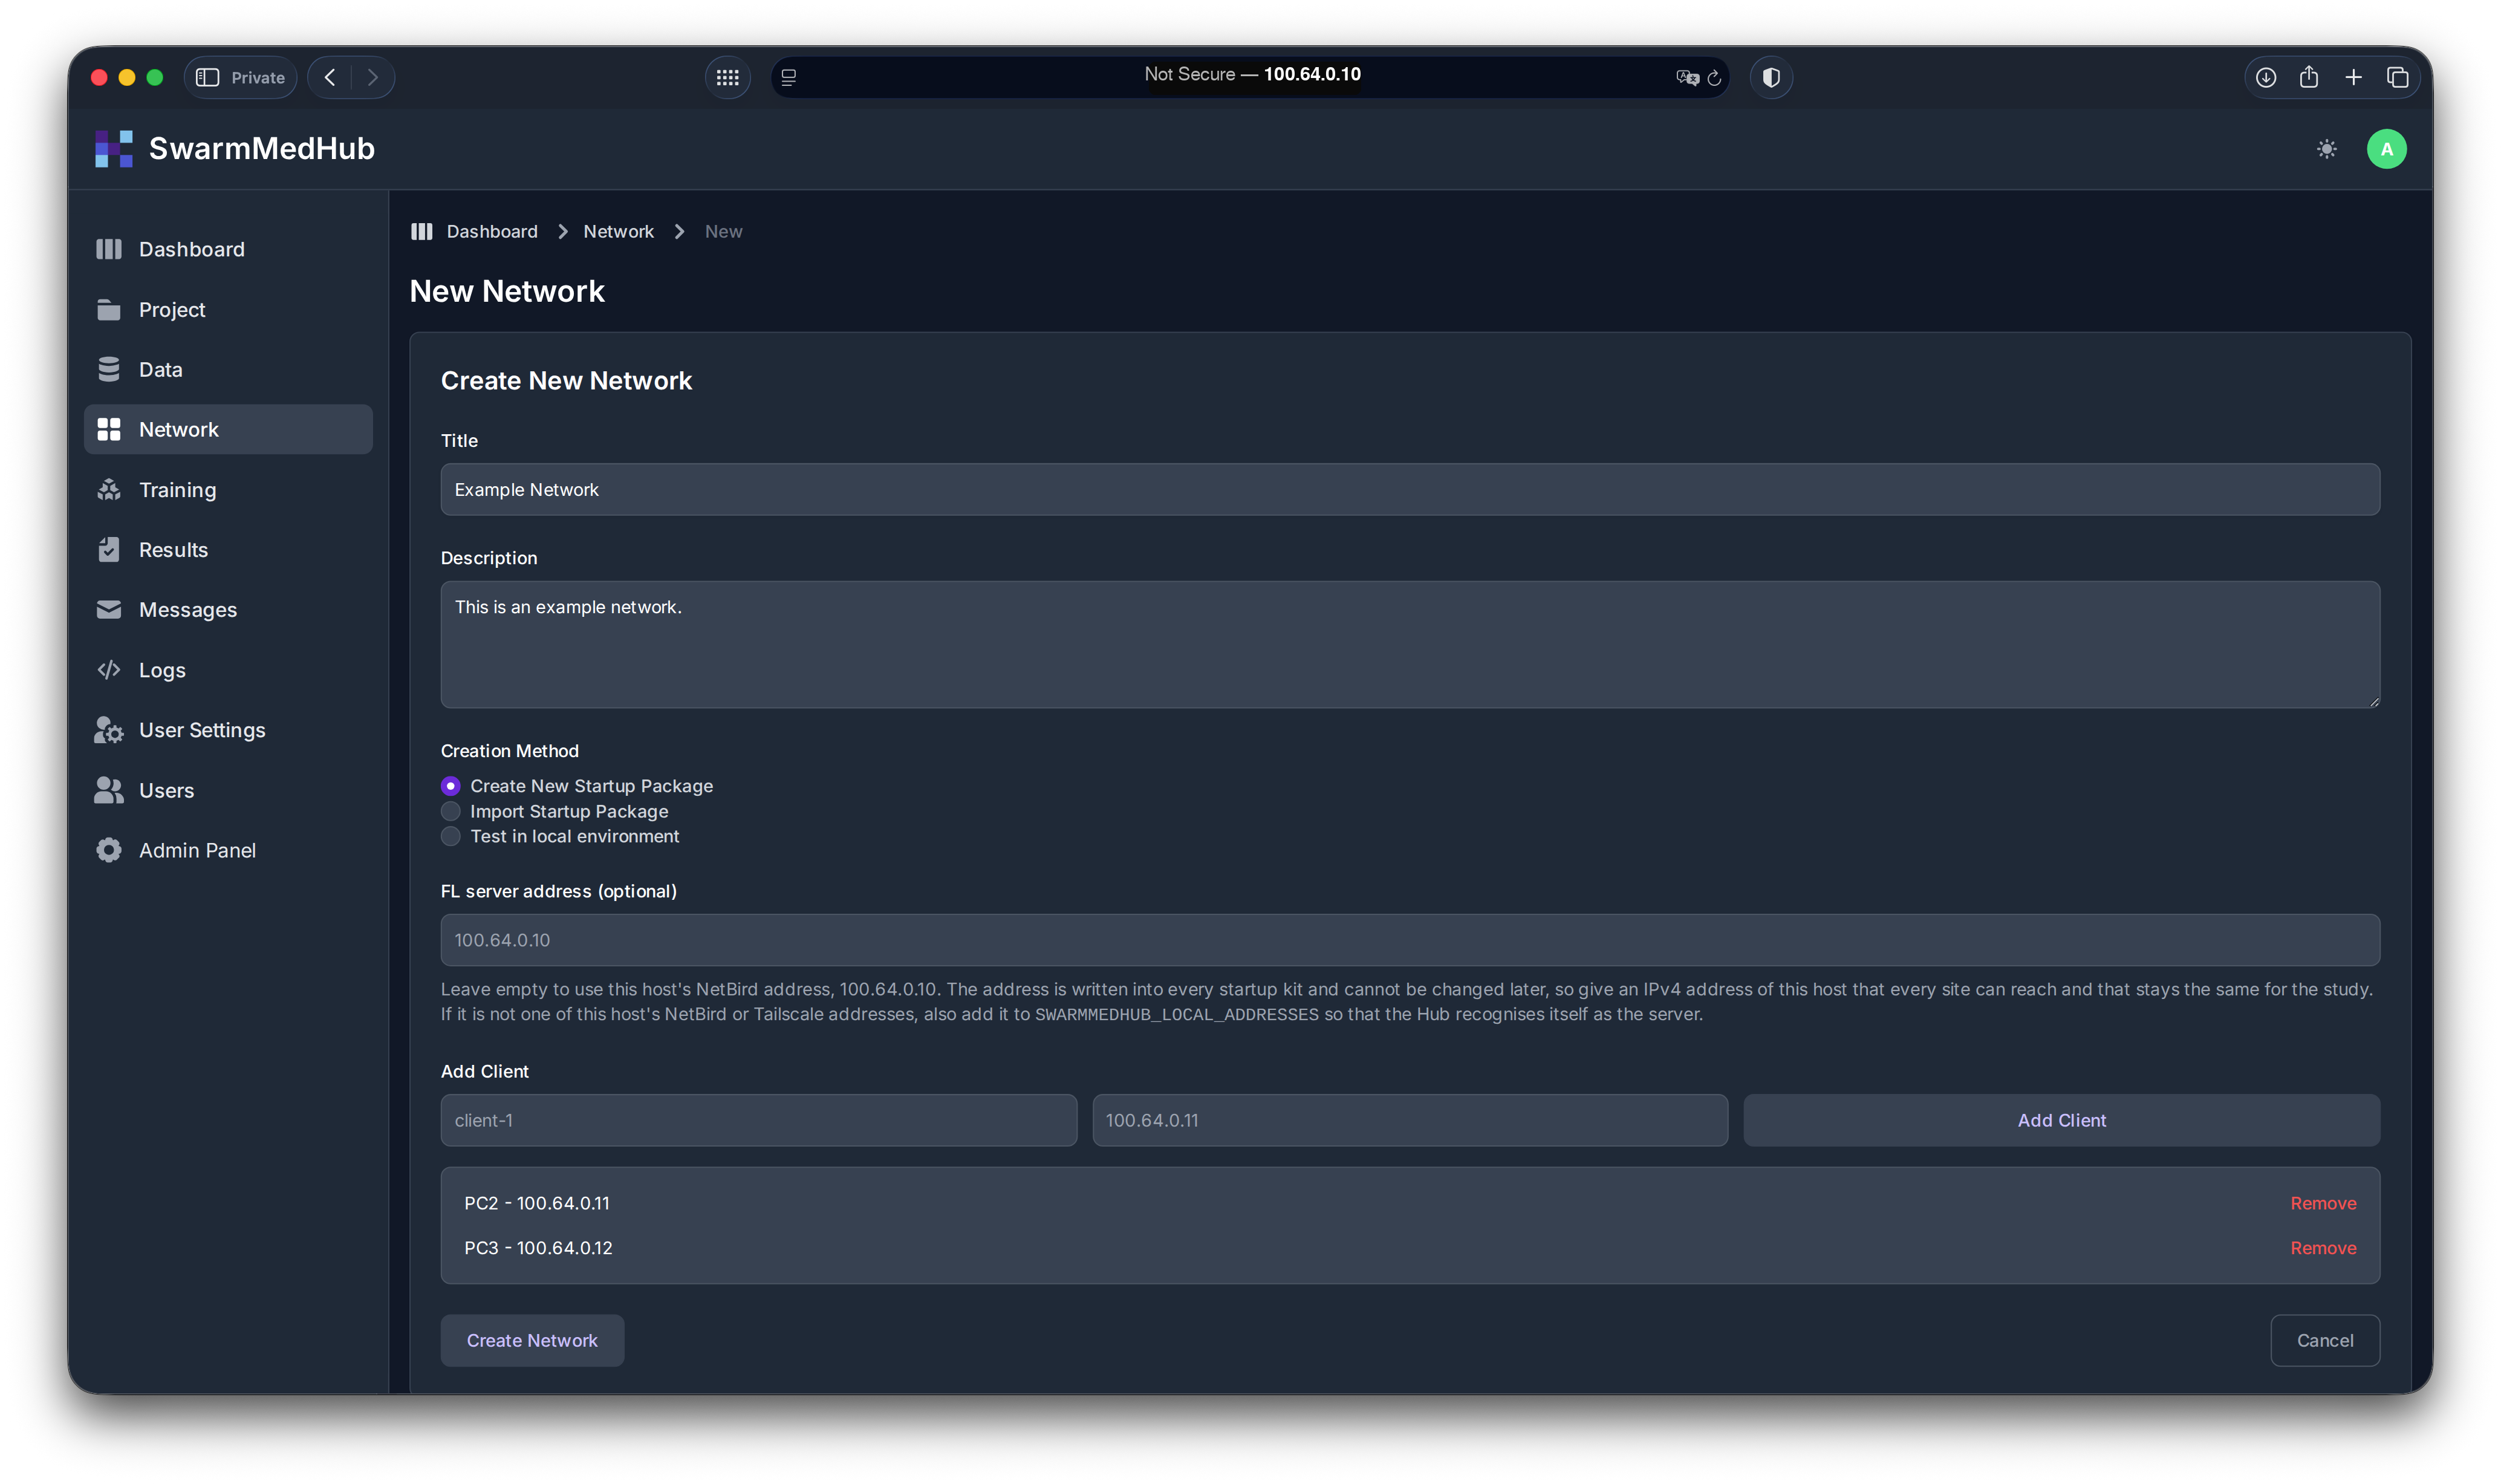 Private
Not Secure — 100.64.0.10
SwarmMedHub
A
Dashboard
Project
Data
Network
Training
Results
Messages
Logs
User Settings
Users
Admin Panel
Dashboard > Network > New
New Network
Create New Network
Title
Example Network
Description
This is an example network.
Creation Method
Create New Startup Package
Import Startup Package
Test in local environment
FL server address (optional)
100.64.0.10
Leave empty to use this host's NetBird address, 100.64.0.10. The address is written into every startup kit and cannot be changed later, so give an IPv4 address of this host that every site can reach and that stays the same for the study.
If it is not one of this host's NetBird or Tailscale addresses, also add it to SWARMMEDHUB_LOCAL_ADDRESSES so that the Hub recognises itself as the server.
Add Client
client-1 100.64.0.11 Add Client
PC2 - 100.64.0.11 Remove
PC3 - 100.64.0.12 Remove
Create Network Cancel